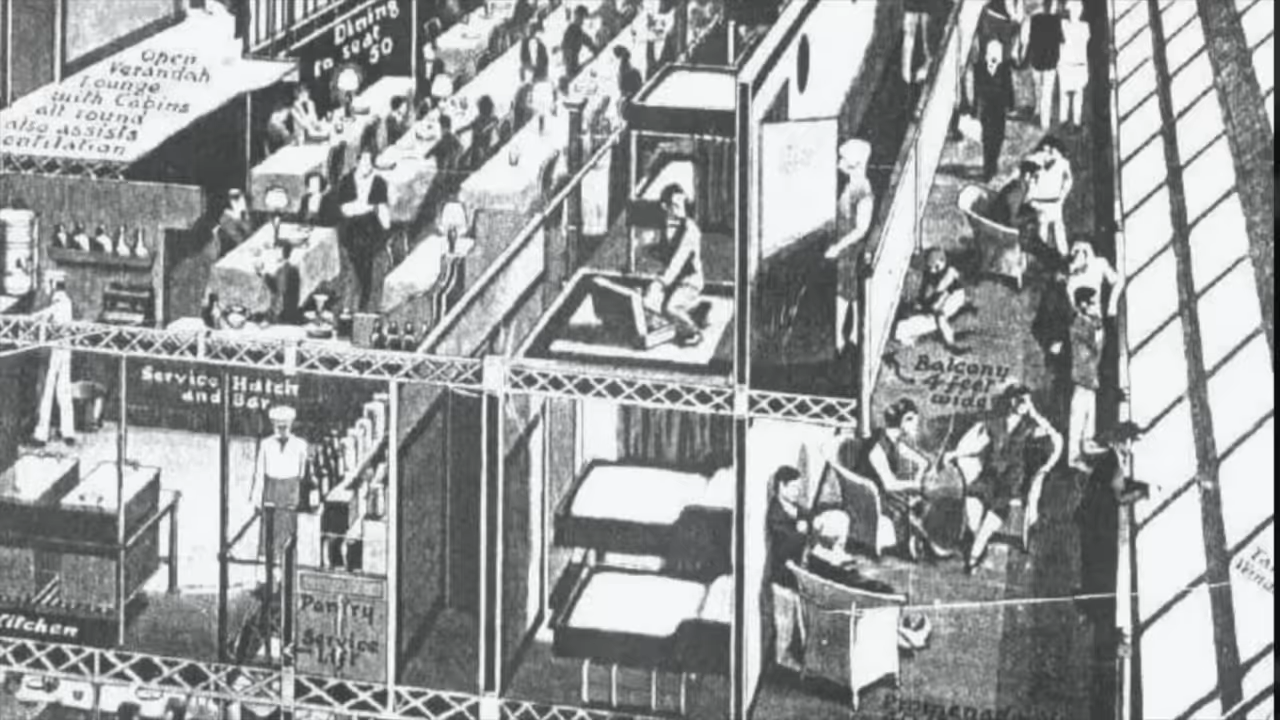 Dining
to seat
50
Open
Verandah
Lounge
with Cabins
all round
also assists
entilation
Service Hatch
and Bar
Balcony
4 feet
wide
Pantry
Service
Lift
Kitchen